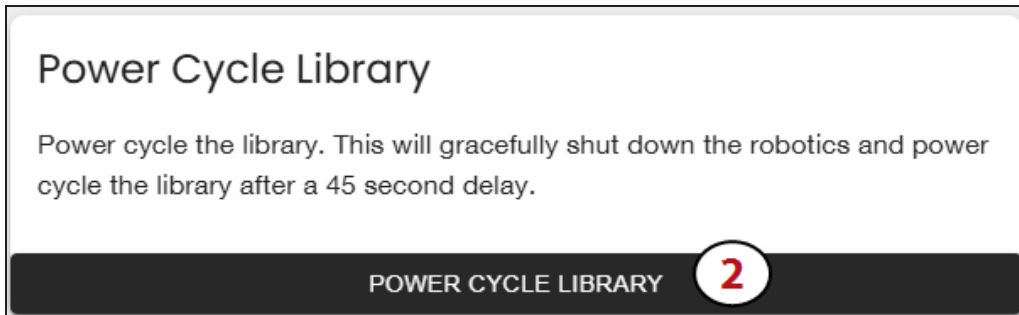 Power Cycle Library
Power cycle the library. This will gracefully shut down the robotics and power
cycle the library after a 45 second delay.
POWER CYCLE LIBRARY 2